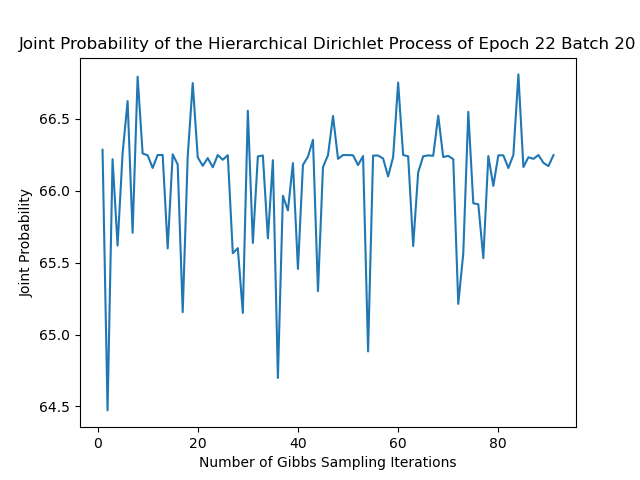 Joint Probability of the Hierarchical Dirichlet Process of Epoch 22 Batch 20
66.5
66.0
65.5
65.0
64.5
Joint Probability
0 20 40 60 80
Number of Gibbs Sampling Iterations